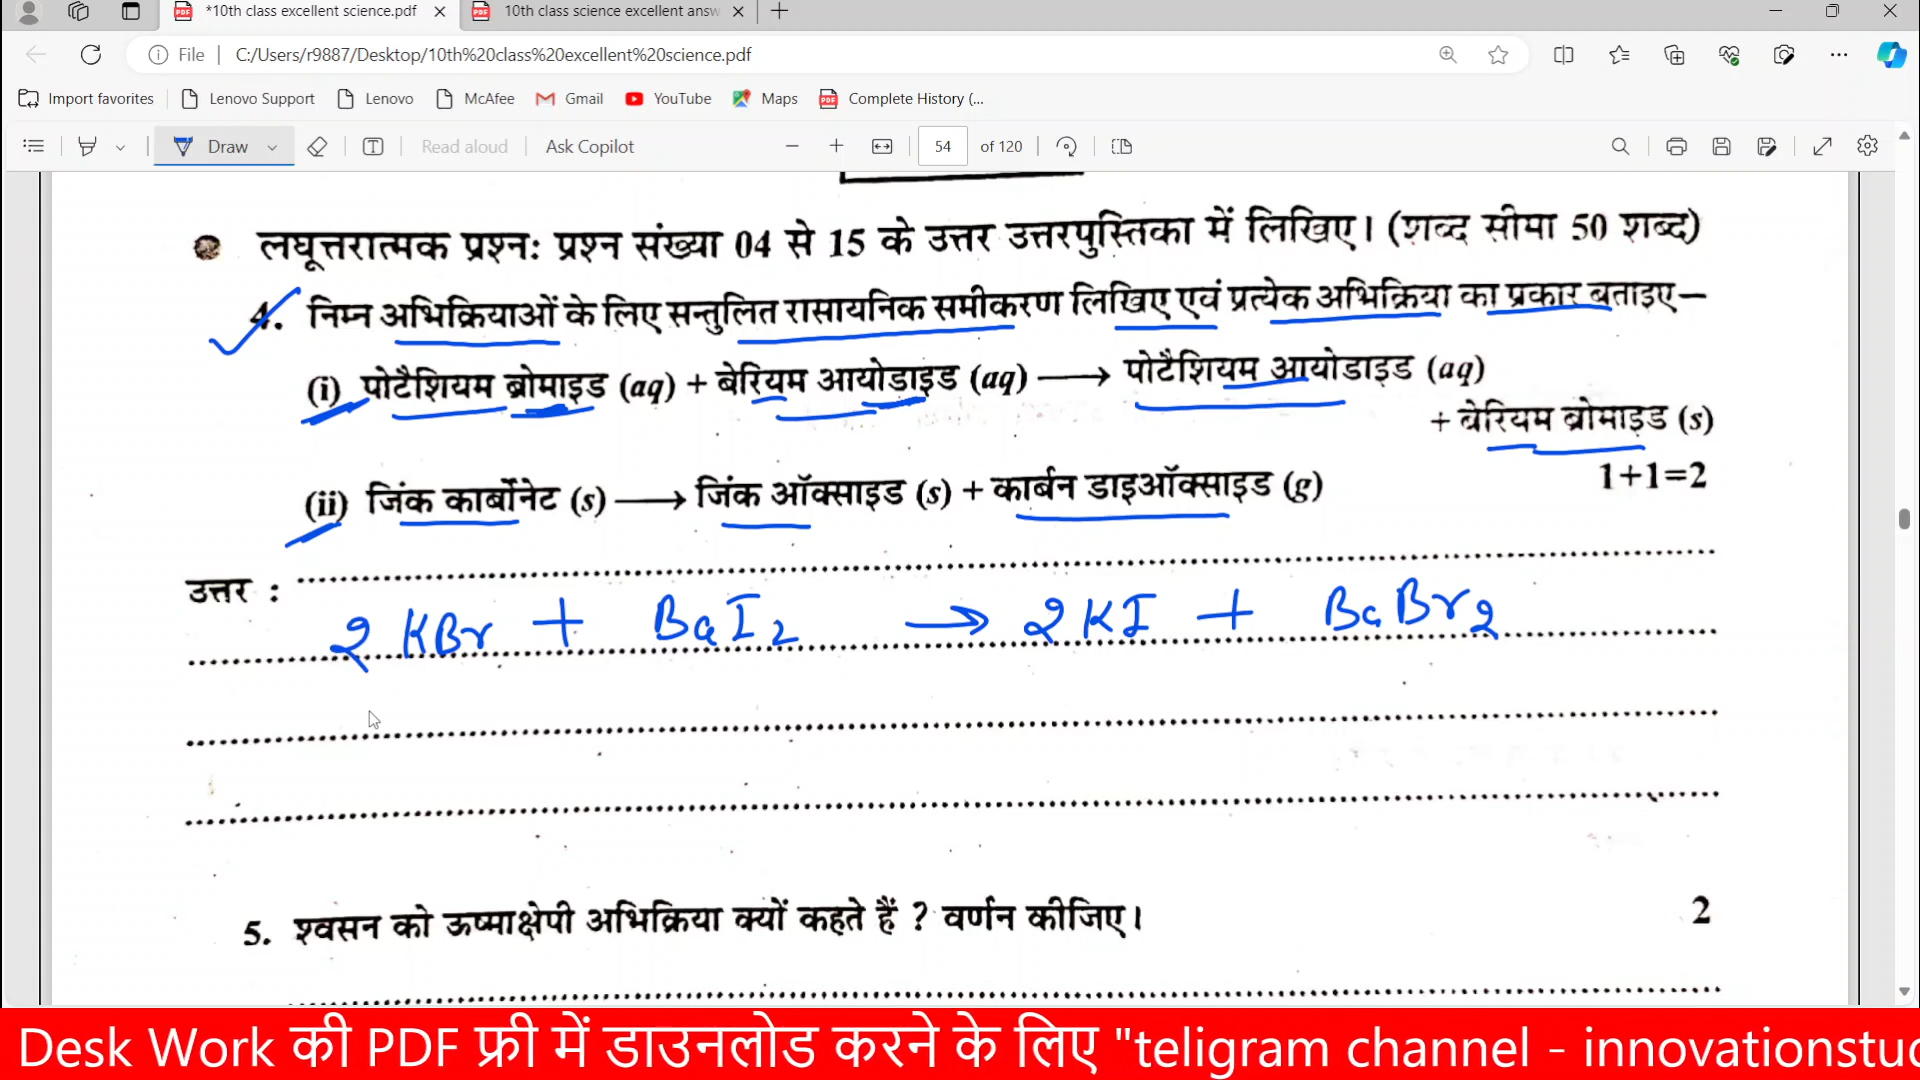 *10th class excellent science.pdf
10th class science excellent answ
File C:/Users/r9887/Desktop/10th%20class%20excellent%20science.pdf
Import favorites Lenovo Support Lenovo McAfee Gmail YouTube Maps Complete History (...
Draw Read aloud Ask Copilot 54 of 120
लघूत्तरात्मक प्रश्न: प्रश्न संख्या 04 से 15 के उत्तर उत्तरपुस्तिका में लिखिए। (शब्द सीमा 50 शब्द)
4. निम्न अभिक्रियाओं के लिए सन्तुलित रासायनिक समीकरण लिखिए एवं प्रत्येक अभिक्रिया का प्रकार बताइए—
(i) पोटैशियम ब्रोमाइड (aq) + बेरियम आयोडाइड (aq) ⟶ पोटैशियम आयोडाइड (aq)
+ बेरियम ब्रोमाइड (s)
(ii) जिंक कार्बोनेट (s) ⟶ जिंक ऑक्साइड (s) + कार्बन डाइऑक्साइड (g) 1+1=2
उत्तर :
2 KBr + BaI2 → 2 KI + BaBr2
5. श्वसन को ऊष्माक्षेपी अभिक्रिया क्यों कहते हैं ? वर्णन कीजिए। 2
Desk Work की PDF फ्री में डाउनलोड करने के लिए "teligram channel - innovationstuc